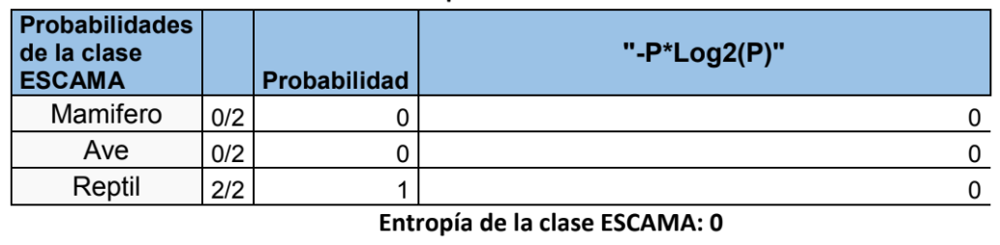 Probabilidades
de la clase
ESCAMA
Probabilidad
"-P*Log2(P)"
Mamifero 0/2 0 0
Ave 0/2 0 0
Reptil 2/2 1 0
Entropía de la clase ESCAMA: 0